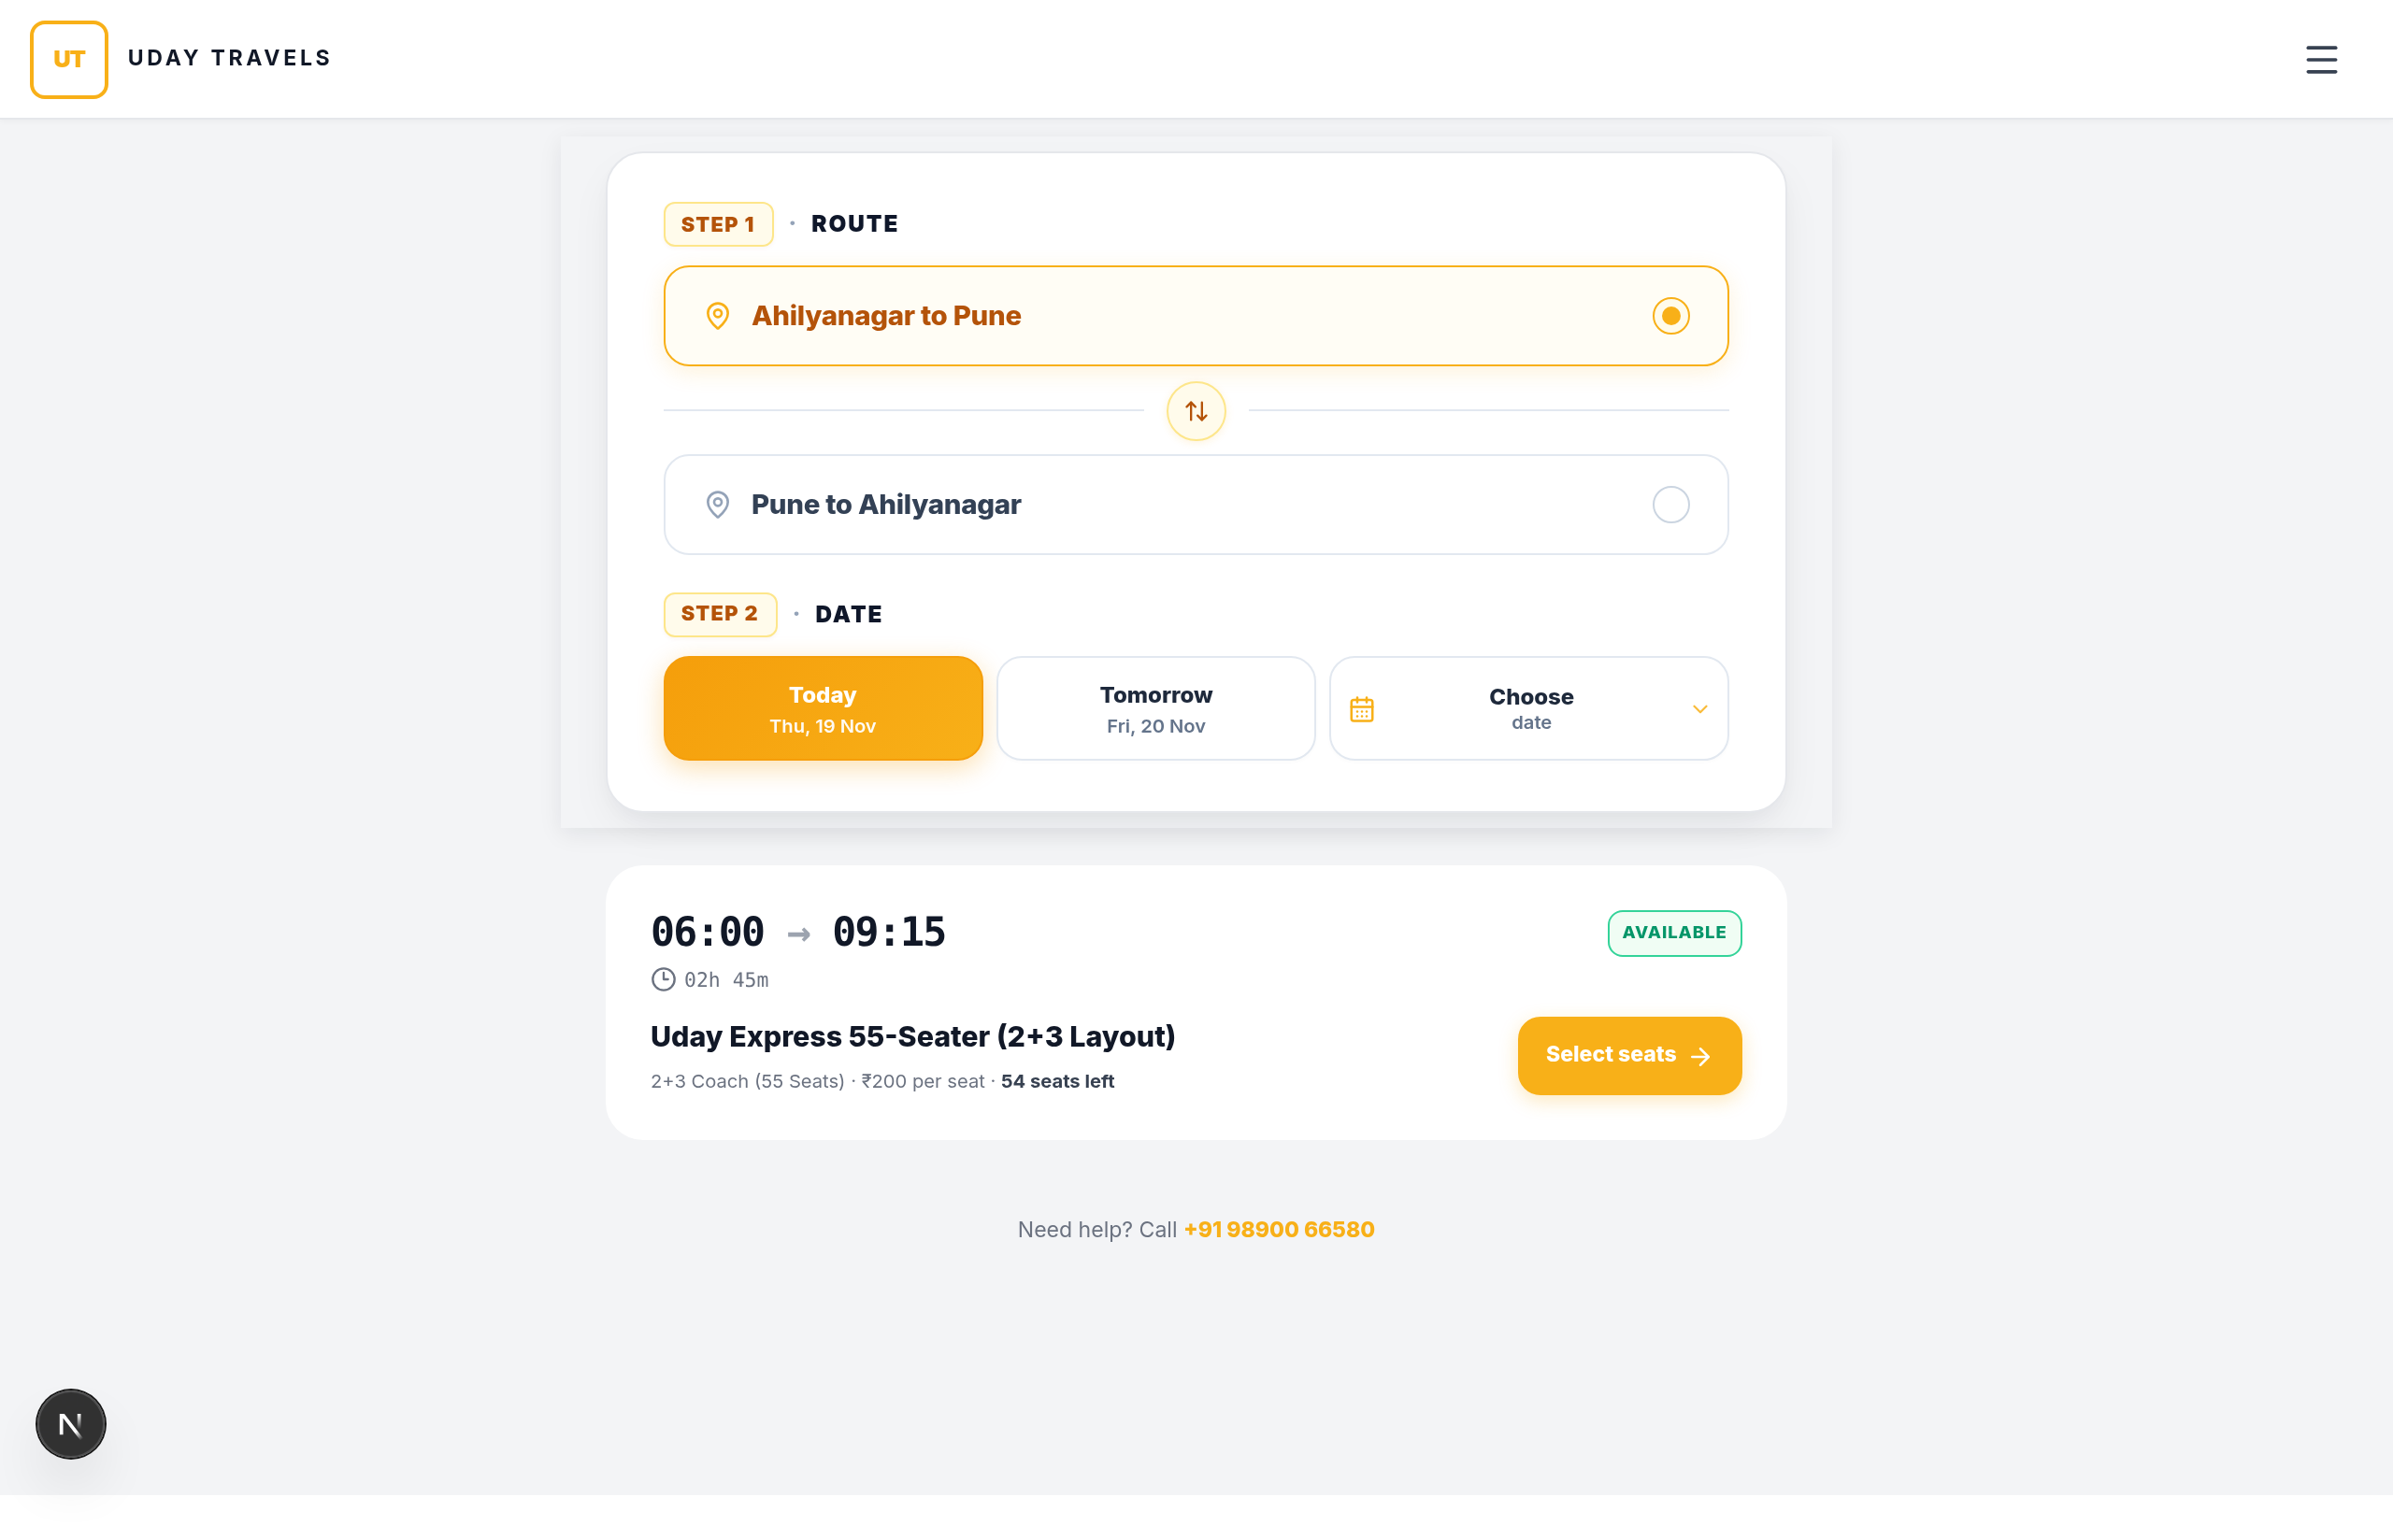 UT UDAY TRAVELS
STEP 1 · ROUTE
Ahilyanagar to Pune
Pune to Ahilyanagar
STEP 2 · DATE
Today
Thu, 19 Nov
Tomorrow
Fri, 20 Nov
Choose
date
06:00 → 09:15
AVAILABLE
02h 45m
Uday Express 55-Seater (2+3 Layout)
2+3 Coach (55 Seats) · ₹200 per seat · 54 seats left
Select seats →
Need help? Call +91 98900 66580
N